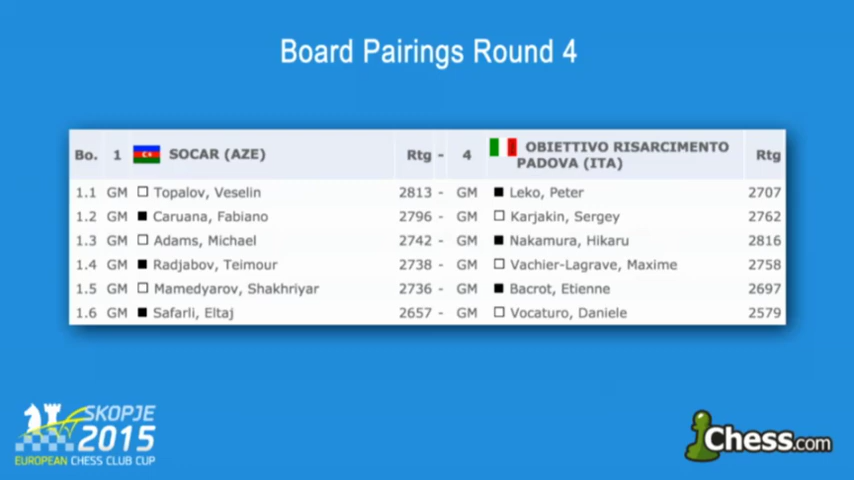 Board Pairings Round 4
Bo. 1 SOCAR (AZE) Rtg - 4 OBIETTIVO RISARCIMENTO PADOVA (ITA) Rtg
1.1 GM Topalov, Veselin 2813 - GM Leko, Peter 2707
1.2 GM Caruana, Fabiano 2796 - GM Karjakin, Sergey 2762
1.3 GM Adams, Michael 2742 - GM Nakamura, Hikaru 2816
1.4 GM Radjabov, Teimour 2738 - GM Vachier-Lagrave, Maxime 2758
1.5 GM Mamedyarov, Shakhriyar 2736 - GM Bacrot, Etienne 2697
1.6 GM Safarli, Eltaj 2657 - GM Vocaturo, Daniele 2579
SKOPJE
2015
EUROPEAN CHESS CLUB CUP
Chess.com